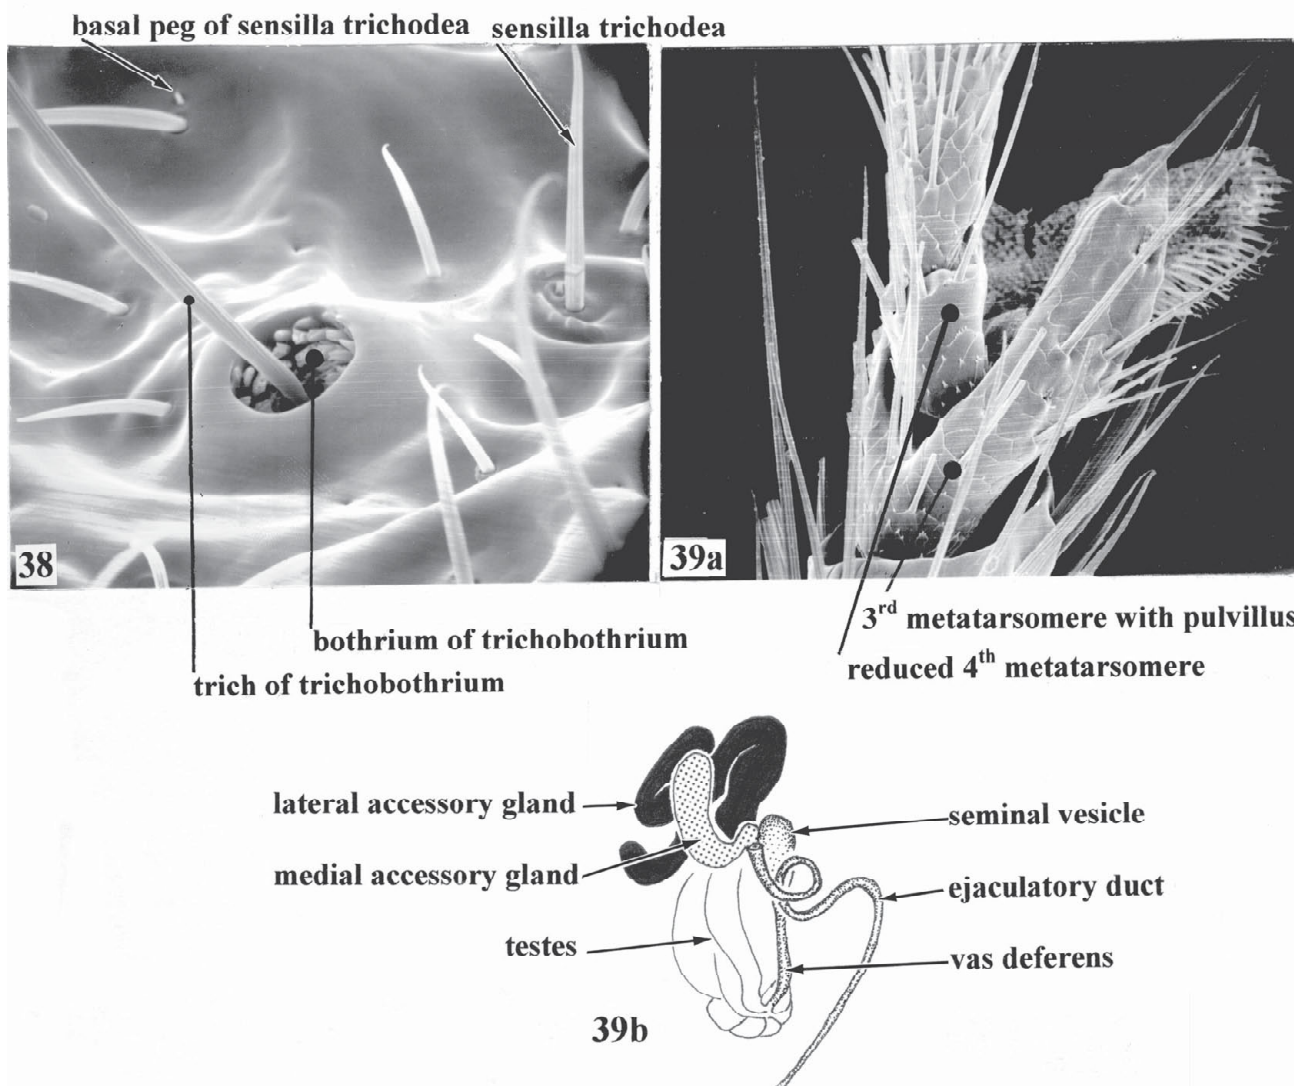 basal peg of sensilla trichodea
sensilla trichodea
38
39a
bothrium of trichobothrium
trich of trichobothrium
3rd metatarsomere with pulvillus
reduced 4th metatarsomere
lateral accessory gland
medial accessory gland
testes
seminal vesicle
ejaculatory duct
vas deferens
39b